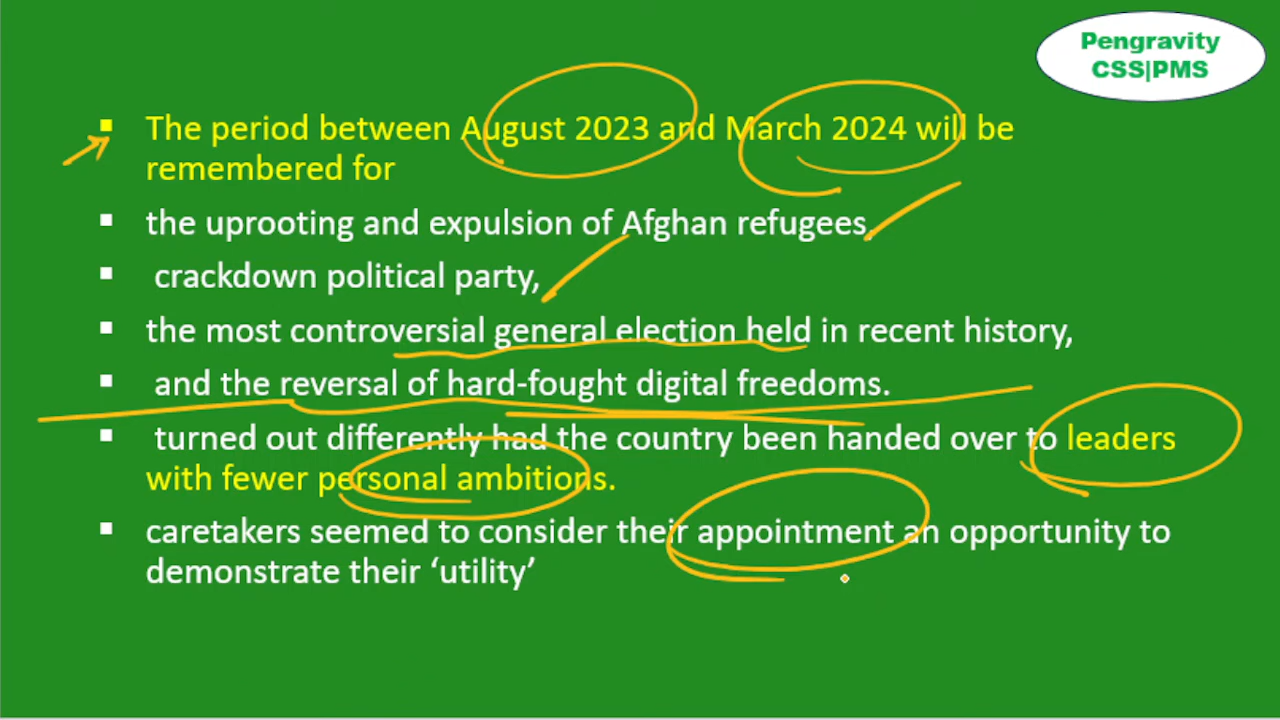 Pengravity
CSS|PMS
The period between August 2023 and March 2024 will be
remembered for
the uprooting and expulsion of Afghan refugees,
crackdown political party,
the most controversial general election held in recent history,
and the reversal of hard-fought digital freedoms.
turned out differently had the country been handed over to leaders
with fewer personal ambitions.
caretakers seemed to consider their appointment an opportunity to
demonstrate their ‘utility’